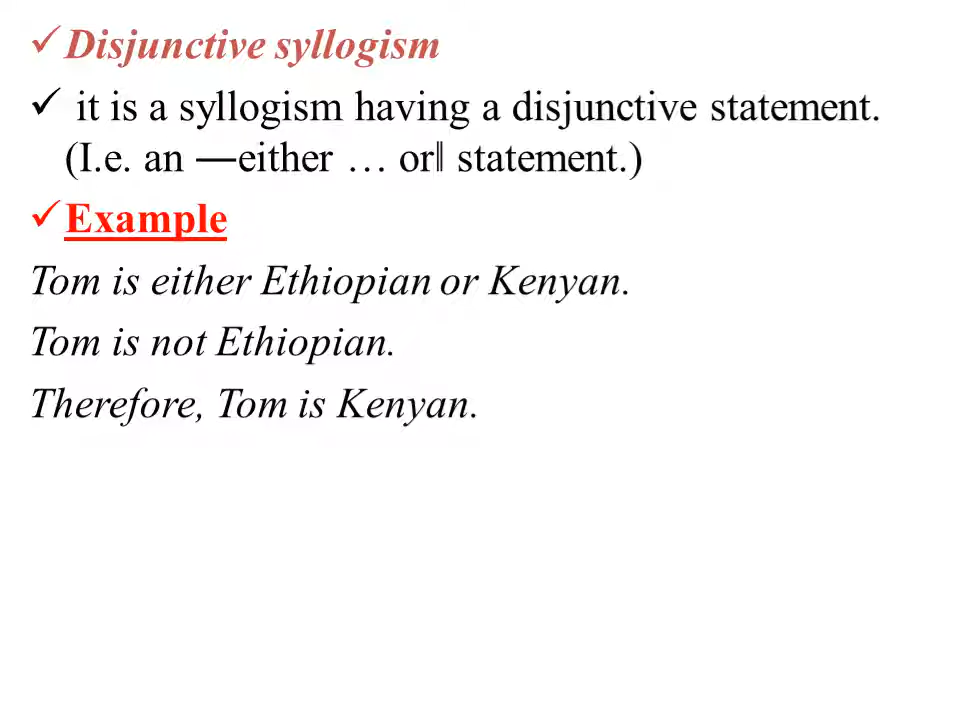 ✓ Disjunctive syllogism
✓ it is a syllogism having a disjunctive statement.
(I.e. an ―either … or‖ statement.)
✓ Example
Tom is either Ethiopian or Kenyan.
Tom is not Ethiopian.
Therefore, Tom is Kenyan.